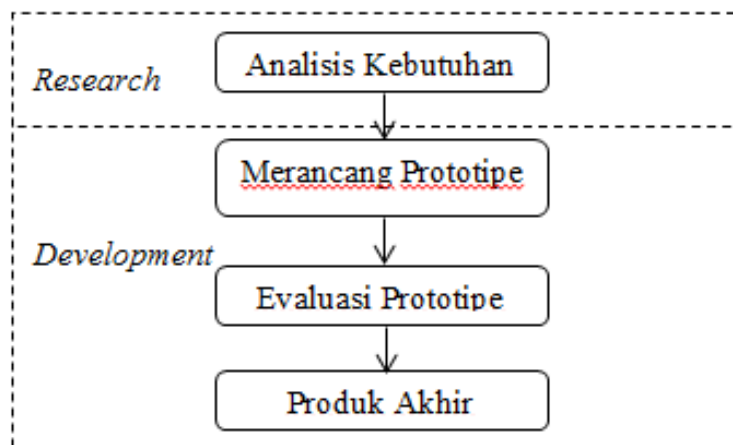 Research
Analisis Kebutuhan
Merancang Prototipe
Development
Evaluasi Prototipe
Produk Akhir